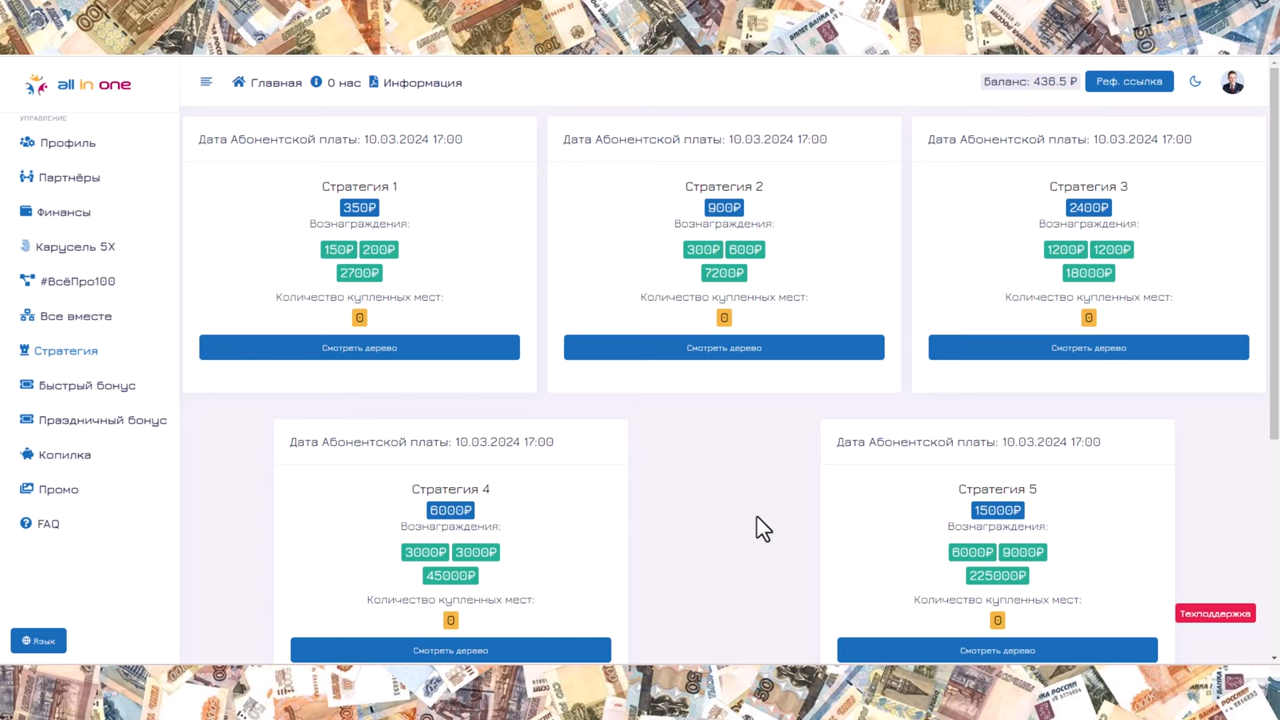 all in one
Главная О нас Информация
Баланс: 436.5 ₽
Реф. ссылка
УПРАВЛЕНИЕ
Профиль
Партнёры
Финансы
Карусель 5X
#ВсёПро100
Все вместе
Стратегия
Быстрый бонус
Праздничный бонус
Копилка
Промо
FAQ
Язык
Дата Абонентской платы: 10.03.2024 17:00
Стратегия 1
350₽
Вознаграждения:
150₽ 200₽
2700₽
Количество купленных мест:
0
Смотреть дерево
Дата Абонентской платы: 10.03.2024 17:00
Стратегия 2
900₽
Вознаграждения:
300₽ 600₽
7200₽
Количество купленных мест:
0
Смотреть дерево
Дата Абонентской платы: 10.03.2024 17:00
Стратегия 3
2400₽
Вознаграждения:
1200₽ 1200₽
18000₽
Количество купленных мест:
0
Смотреть дерево
Дата Абонентской платы: 10.03.2024 17:00
Стратегия 4
6000₽
Вознаграждения:
3000₽ 3000₽
45000₽
Количество купленных мест:
0
Смотреть дерево
Дата Абонентской платы: 10.03.2024 17:00
Стратегия 5
15000₽
Вознаграждения:
6000₽ 9000₽
225000₽
Количество купленных мест:
0
Смотреть дерево
Техподдержка